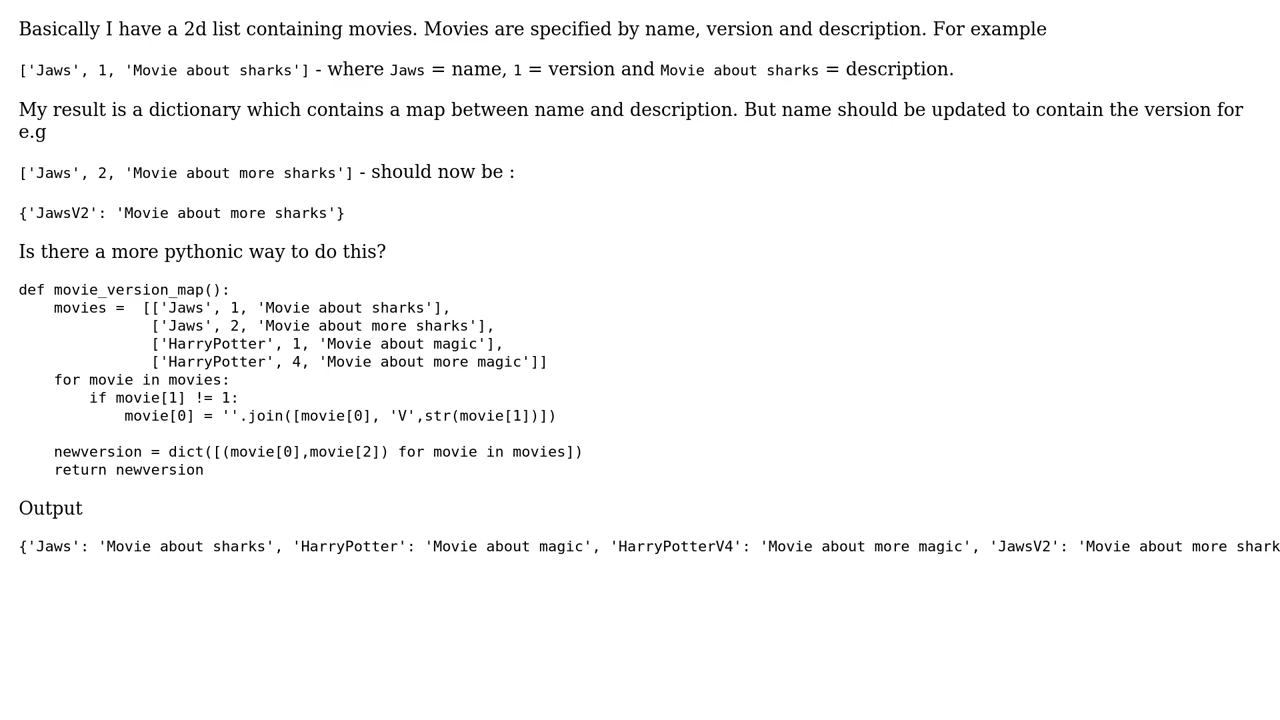 Basically I have a 2d list containing movies. Movies are specified by name, version and description. For example
['Jaws', 1, 'Movie about sharks'] - where Jaws = name, 1 = version and Movie about sharks = description.
My result is a dictionary which contains a map between name and description. But name should be updated to contain the version for
e.g
['Jaws', 2, 'Movie about more sharks'] - should now be :
{'JawsV2': 'Movie about more sharks'}
Is there a more pythonic way to do this?
def movie_version_map():
    movies =  [['Jaws', 1, 'Movie about sharks'],
               ['Jaws', 2, 'Movie about more sharks'],
               ['HarryPotter', 1, 'Movie about magic'],
               ['HarryPotter', 4, 'Movie about more magic']]
    for movie in movies:
        if movie[1] != 1:
            movie[0] = ''.join([movie[0], 'V',str(movie[1])])
    newversion = dict([(movie[0],movie[2]) for movie in movies])
    return newversion
Output
{'Jaws': 'Movie about sharks', 'HarryPotter': 'Movie about magic', 'HarryPotterV4': 'Movie about more magic', 'JawsV2': 'Movie about more shark